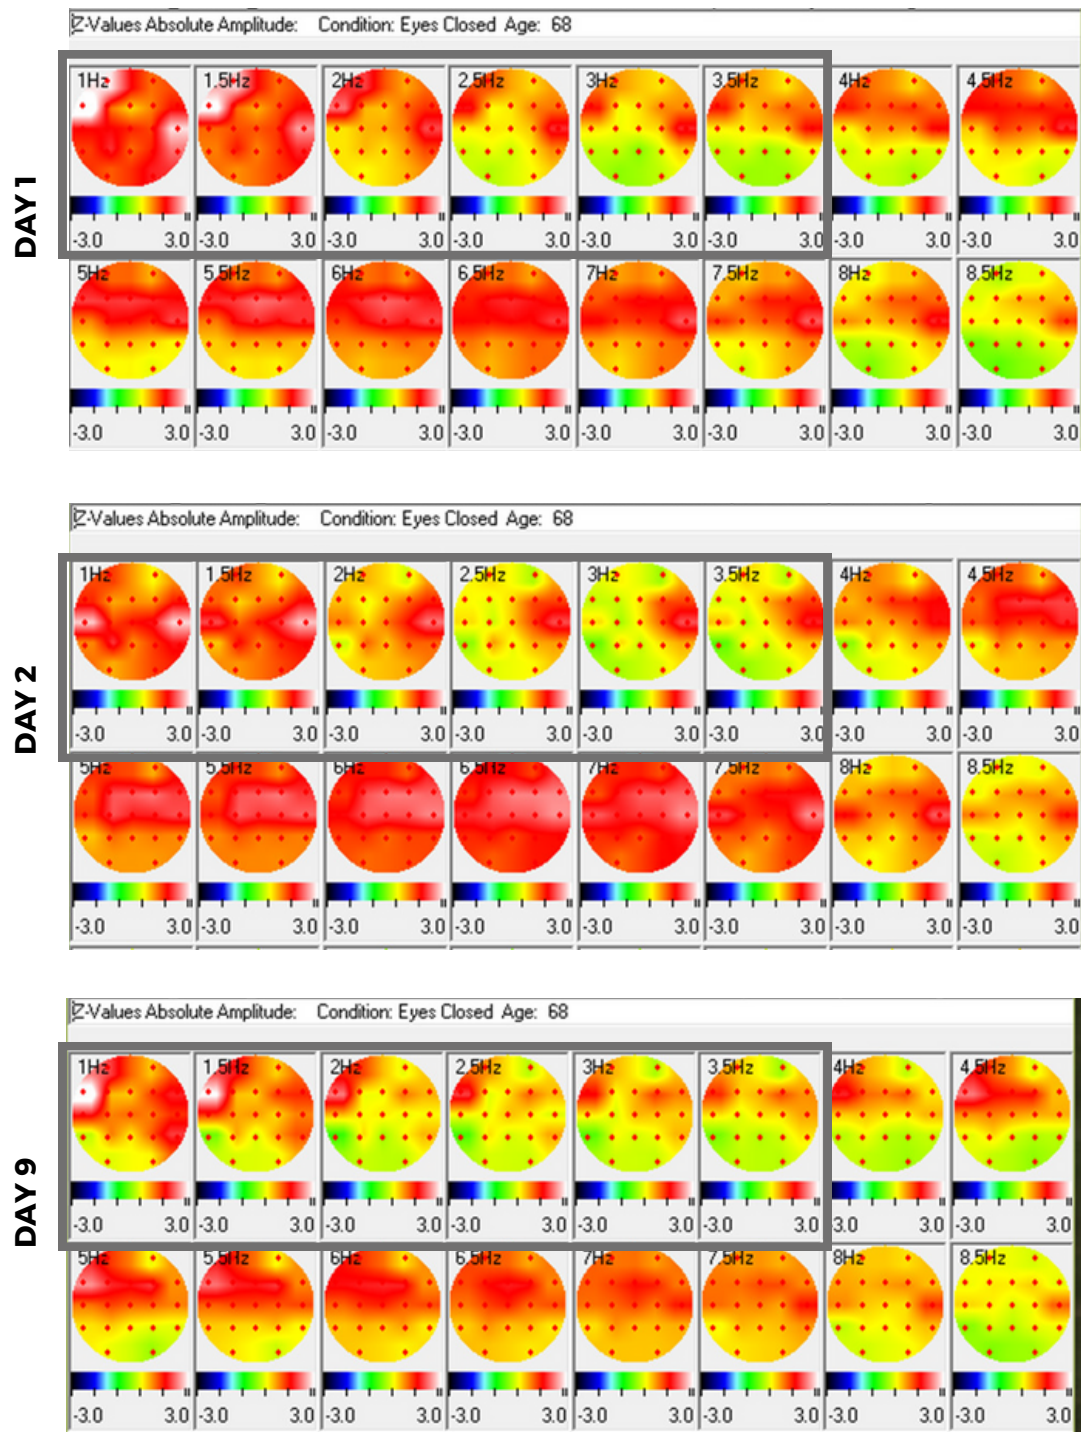 DAY 1
Z-Values Absolute Amplitude: Condition: Eyes Closed Age: 68
1Hz 1.5Hz 2Hz 2.5Hz 3Hz 3.5Hz 4Hz 4.5Hz
-3.0 3.0 -3.0 3.0 -3.0 3.0 -3.0 3.0 -3.0 3.0 -3.0 3.0 -3.0 3.0 -3.0 3.0
5Hz 5.5Hz 6Hz 6.5Hz 7Hz 7.5Hz 8Hz 8.5Hz
-3.0 3.0 -3.0 3.0 -3.0 3.0 -3.0 3.0 -3.0 3.0 -3.0 3.0 -3.0 3.0 -3.0 3.0
DAY 2
Z-Values Absolute Amplitude: Condition: Eyes Closed Age: 68
1Hz 1.5Hz 2Hz 2.5Hz 3Hz 3.5Hz 4Hz 4.5Hz
-3.0 3.0 -3.0 3.0 -3.0 3.0 -3.0 3.0 -3.0 3.0 -3.0 3.0 -3.0 3.0 -3.0 3.0
5Hz 5.5Hz 6Hz 6.5Hz 7Hz 7.5Hz 8Hz 8.5Hz
-3.0 3.0 -3.0 3.0 -3.0 3.0 -3.0 3.0 -3.0 3.0 -3.0 3.0 -3.0 3.0 -3.0 3.0
DAY 9
Z-Values Absolute Amplitude: Condition: Eyes Closed Age: 68
1Hz 1.5Hz 2Hz 2.5Hz 3Hz 3.5Hz 4Hz 4.5Hz
-3.0 3.0 -3.0 3.0 -3.0 3.0 -3.0 3.0 -3.0 3.0 -3.0 3.0 3.0 3.0 -3.0 3.0
5Hz 5.5Hz 6Hz 6.5Hz 7Hz 7.5Hz 8Hz 8.5Hz
-3.0 3.0 -3.0 3.0 -3.0 3.0 -3.0 3.0 -3.0 3.0 -3.0 3.0 -3.0 3.0 -3.0 3.0